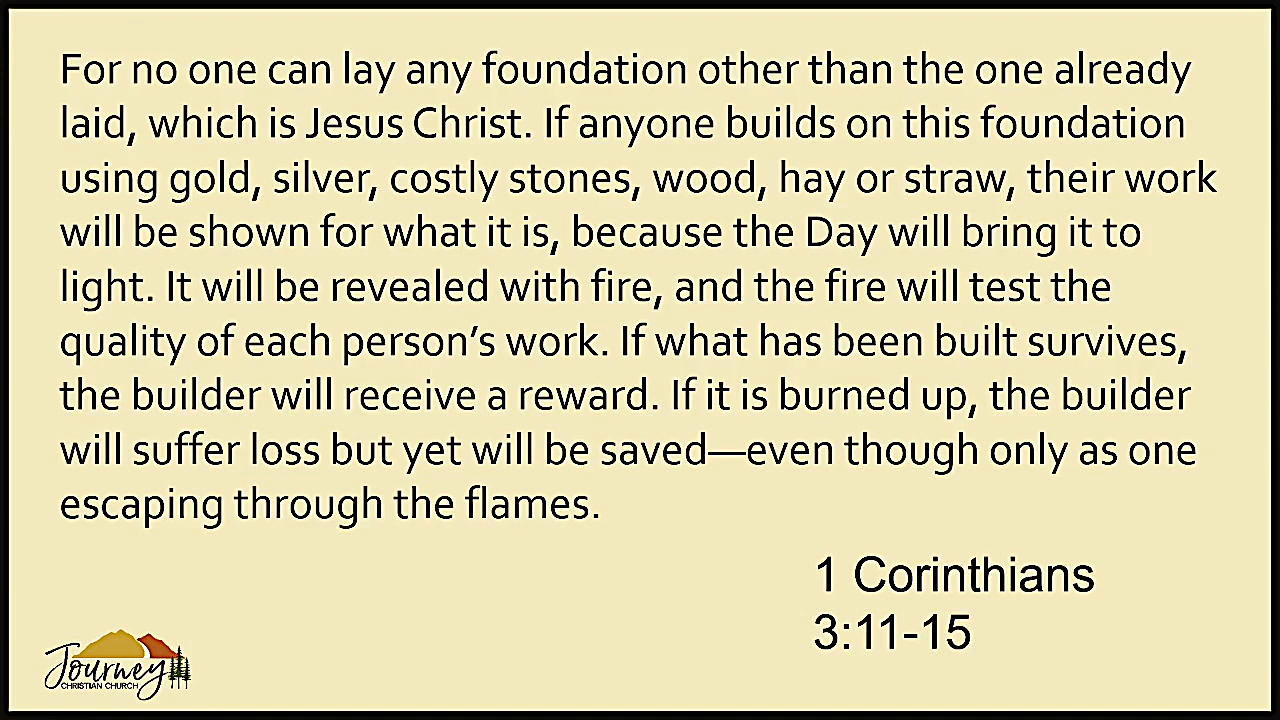 For no one can lay any foundation other than the one already
laid, which is Jesus Christ. If anyone builds on this foundation
using gold, silver, costly stones, wood, hay or straw, their work
will be shown for what it is, because the Day will bring it to
light. It will be revealed with fire, and the fire will test the
quality of each person’s work. If what has been built survives,
the builder will receive a reward. If it is burned up, the builder
will suffer loss but yet will be saved—even though only as one
escaping through the flames.
1 Corinthians
3:11-15
Journey
CHRISTIAN CHURCH